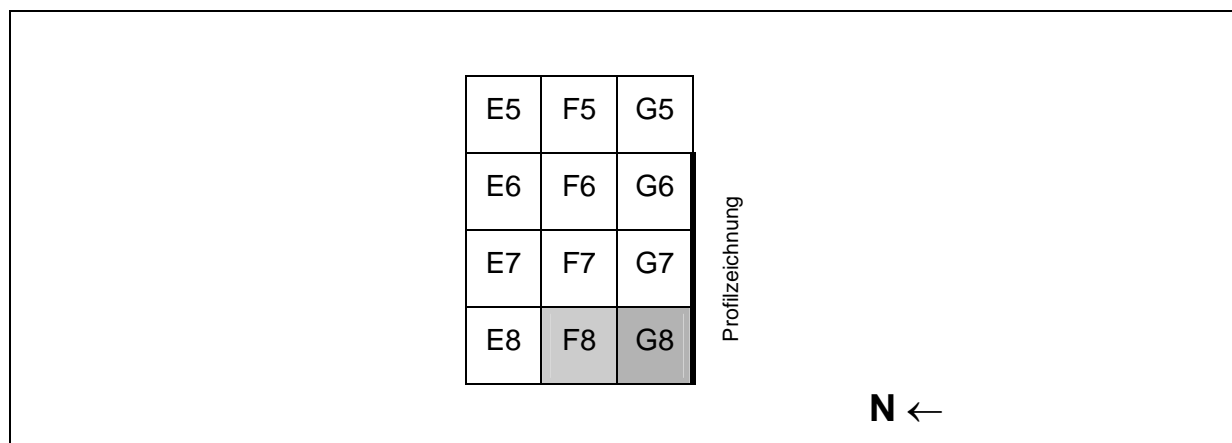 E5 F5 G5
E6 F6 G6
E7 F7 G7
E8 F8 G8
Profilzeichnung
N ←